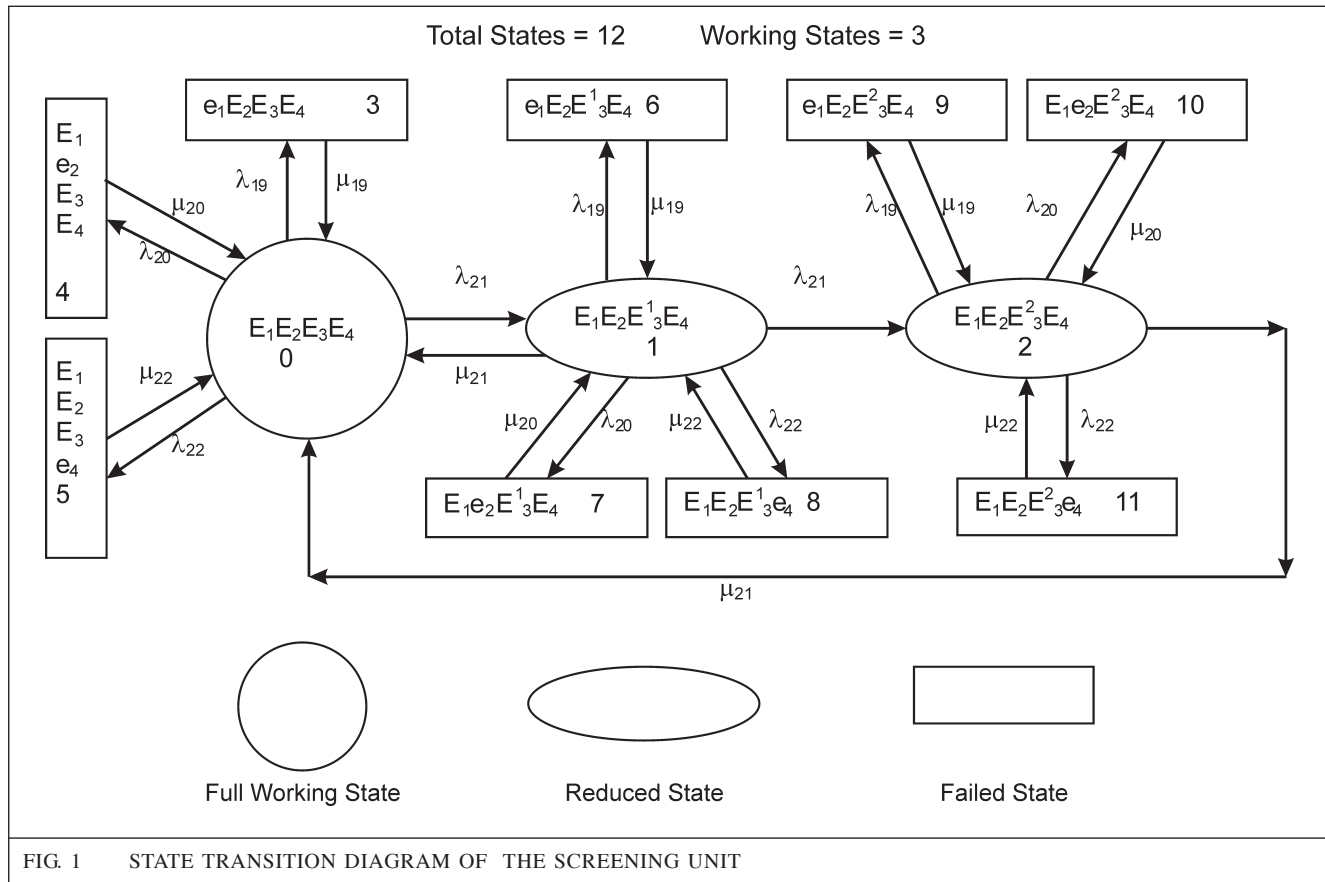 Total States = 12 Working States = 3
e₁E₂E₃E₄ 3
e₁E₂E¹₃E₄ 6
e₁E₂E²₃E₄ 9
E₁e₂E²₃E₄ 10
E₁
e₂
E₃
E₄
4
λ₁₉
μ₁₉
λ₁₉
μ₁₉
λ₁₉
μ₁₉
λ₂₀
μ₂₀
μ₂₀
λ₂₀
E₁E₂E₃E₄
0
λ₂₁
μ₂₁
E₁E₂E¹₃E₄
1
λ₂₁
E₁E₂E²₃E₄
2
E₁
E₂
E₃
e₄
5
μ₂₂
λ₂₂
μ₂₀
λ₂₀
μ₂₂
λ₂₂
μ₂₂
λ₂₂
E₁e₂E¹₃E₄ 7
E₁E₂E¹₃e₄ 8
E₁E₂E²₃e₄ 11
μ₂₁
Full Working State
Reduced State
Failed State
FIG. 1 STATE TRANSITION DIAGRAM OF THE SCREENING UNIT